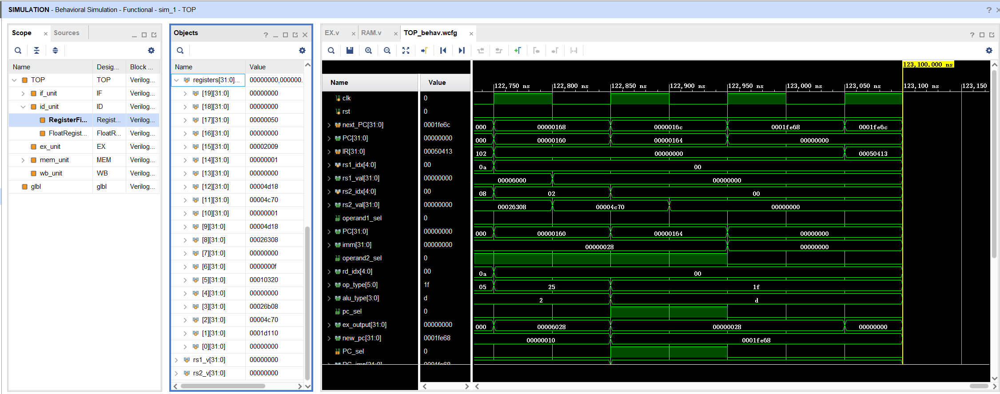 SIMULATION - Behavioral Simulation - Functional - sim_1 - TOP
Scope
Sources
Name Desig... Block ...
TOP TOP Verilog...
if_unit IF Verilog...
id_unit ID Verilog...
RegisterFi... Regist... Verilog...
FloatRegist... FloatR... Verilog...
ex_unit EX Verilog...
mem_unit MEM Verilog...
wb_unit WB Verilog...
glbl glbl Verilog...
Objects
Name Value
registers[31:0]... 00000000,000000.
[19][31:0] 00000000
[18][31:0] 00000000
[17][31:0] 00000050
[16][31:0] 00000000
[15][31:0] 00002009
[14][31:0] 00000001
[13][31:0] 00000000
[12][31:0] 00004d18
[11][31:0] 00004c70
[10][31:0] 00000001
[9][31:0] 00004d18
[8][31:0] 00026308
[7][31:0] 00000000
[6][31:0] 0000000f
[5][31:0] 00010320
[4][31:0] 00000000
[3][31:0] 00026b08
[2][31:0] 00004c70
[1][31:0] 0001d110
[0][31:0] 00000000
rs1_v[31:0] 00000000
rs2_v[31:0] 00000000
EX.v RAM.v TOP_behav.wcfg
123,100.000 ns
Name Value
122,750 ns 122,800 ns 122,850 ns 122,900 ns 122,950 ns 123,000 ns 123,050 ns 123,100 ns 123,150
clk 0
rst 0
next_PC[31:0] 0001fe6c 000 00000168 0000016c 0001fe68 0001fe6c
PC[31:0] 00000000 000 00000160 00000164 00000000
IR[31:0] 00050413 102 00000000 00050413
rs1_idx[4:0] 00 0a 00
rs1_val[31:0] 00000000 00006000 00000000
rs2_idx[4:0] 00 08 02 00
rs2_val[31:0] 00000000 00026308 00004c70 00000000
operand1_sel 0
PC[31:0] 00000000 000 00000160 00000164 00000000
imm[31:0] 00000000 00000028 00000000
operand2_sel 0
rd_idx[4:0] 00 0a 00
op_type[5:0] 1f 05 25 1f
alu_type[3:0] d 2 d
pc_sel 0
ex_output[31:0] 00000000 000 00006028 00000028 00000000
new_pc[31:0] 0001fe68 00000010 0001fe68
PC_sel 0